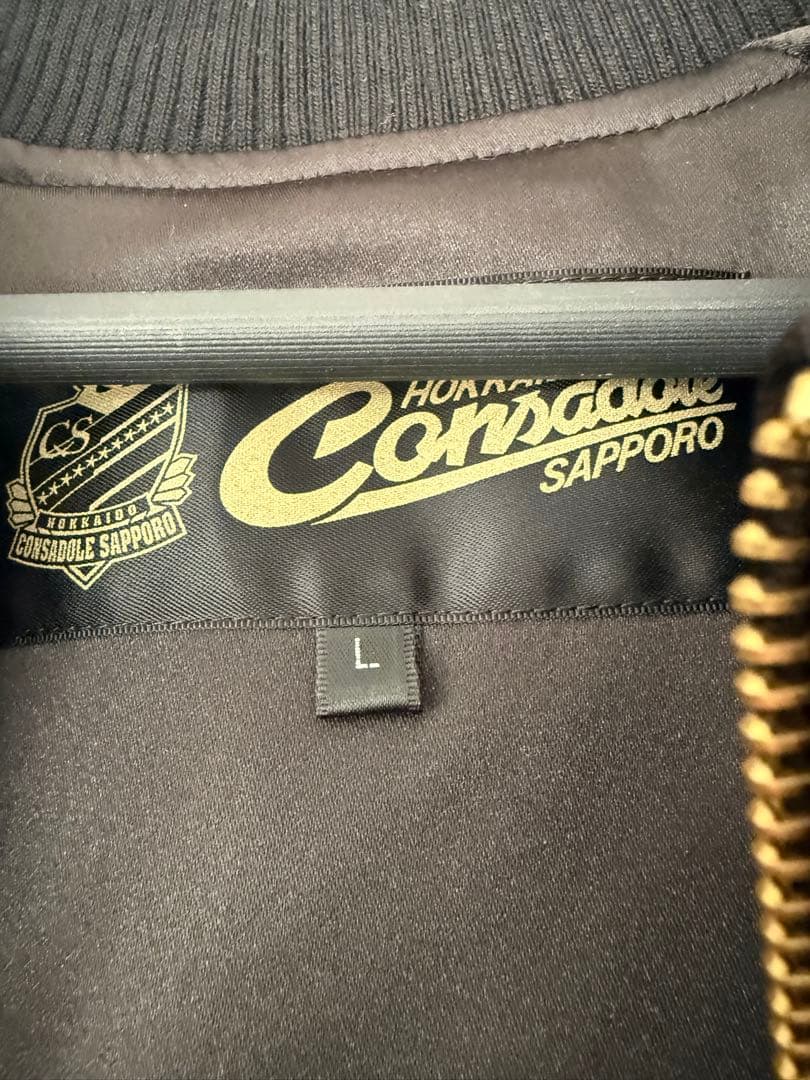 CS
HOKKAIDO
CONSADOLE SAPPORO
Consadole
SAPPORO
L